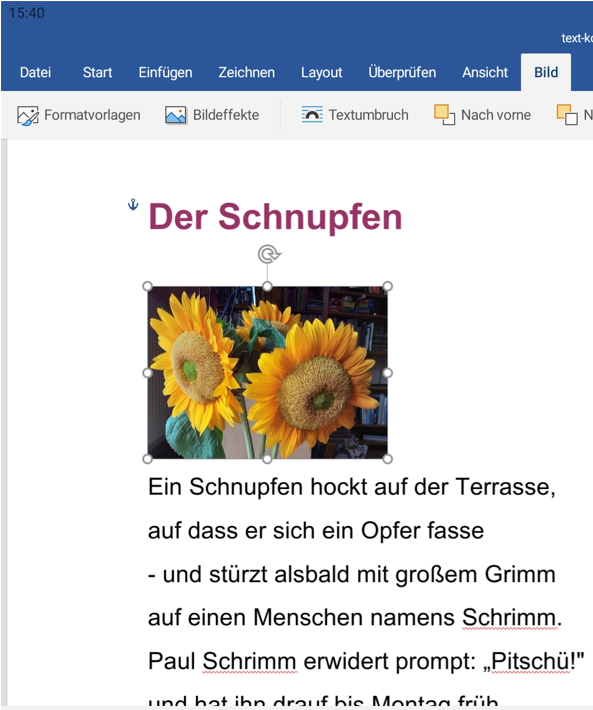 15:40
text-ko
Datei Start Einfügen Zeichnen Layout Überprüfen Ansicht Bild
Formatvorlagen Bildeffekte Textumbruch Nach vorne N
Der Schnupfen
Ein Schnupfen hockt auf der Terrasse,
auf dass er sich ein Opfer fasse
- und stürzt alsbald mit großem Grimm
auf einen Menschen namens Schrimm.
Paul Schrimm erwidert prompt: „Pitschü!"
und hat ihn drauf bis Montag früh.